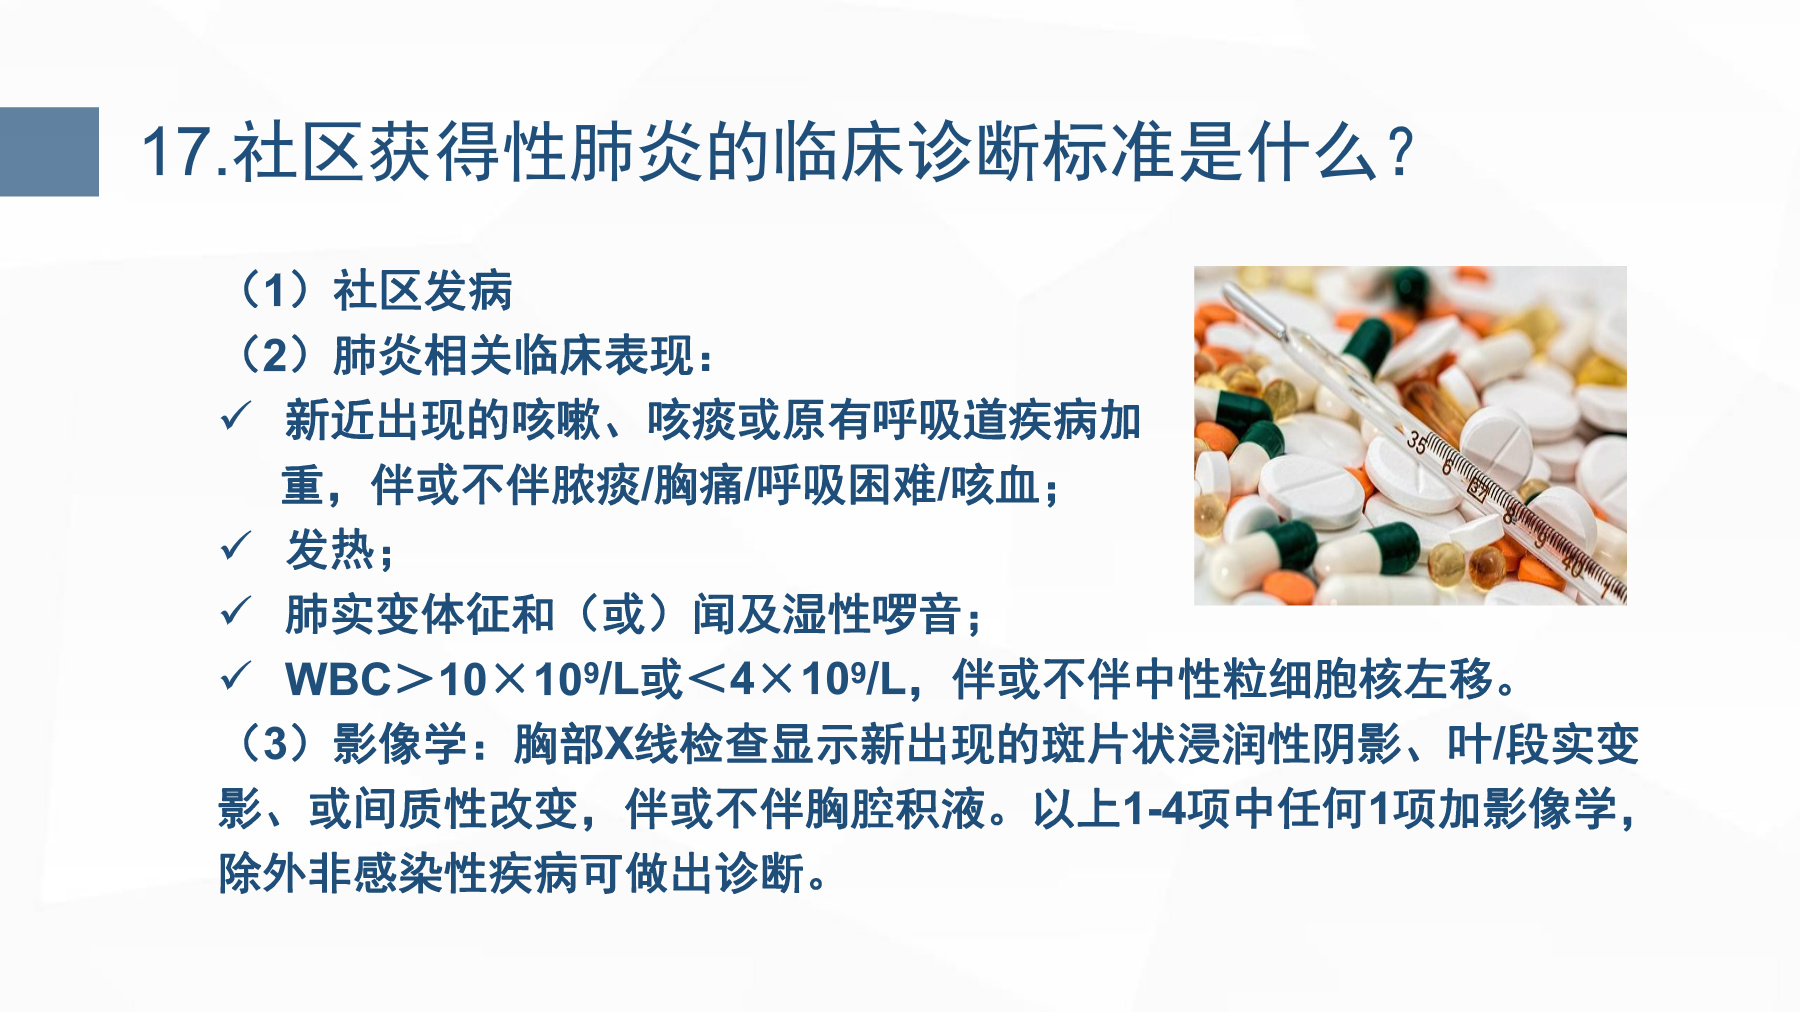 17.社区获得性肺炎的临床诊断标准是什么？
（1）社区发病
（2）肺炎相关临床表现：
✓ 新近出现的咳嗽、咳痰或原有呼吸道疾病加
重，伴或不伴脓痰/胸痛/呼吸困难/咳血；
✓ 发热；
✓ 肺实变体征和（或）闻及湿性啰音；
✓ WBC＞10×10⁹/L或＜4×10⁹/L，伴或不伴中性粒细胞核左移。
（3）影像学：胸部X线检查显示新出现的斑片状浸润性阴影、叶/段实变
影、或间质性改变，伴或不伴胸腔积液。以上1-4项中任何1项加影像学，
除外非感染性疾病可做出诊断。
35
6
37
8
9
40
1